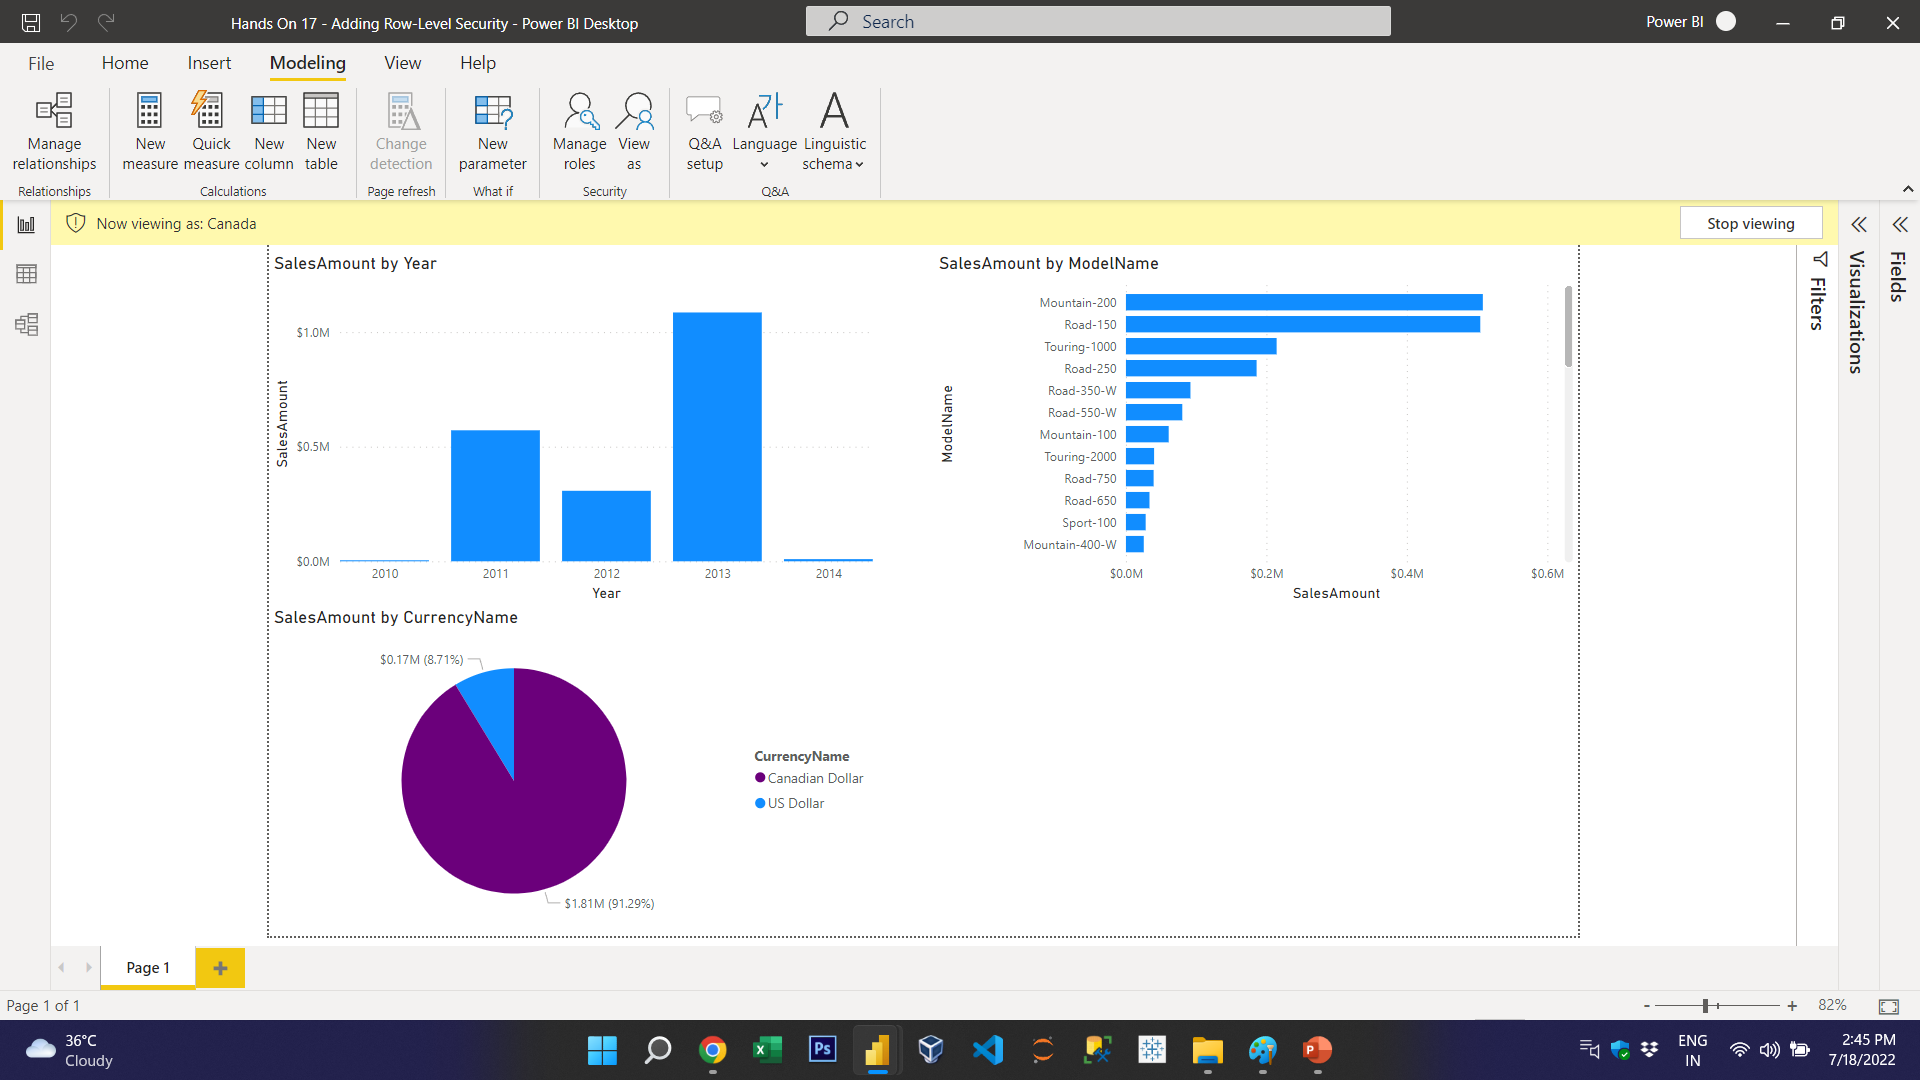 Hands On 17 - Adding Row-Level Security - Power BI Desktop
Search
Power BI
File
Home
Insert
Modeling
View
Help
Manage relationships
New measure
Quick measure
New column
New table
Change detection
New parameter
Manage roles
View as
Q&A setup
Language
Linguistic schema
Relationships
Calculations
Page refresh
What if
Security
Q&A
Now viewing as: Canada
Stop viewing
Filters
Visualizations
Fields
SalesAmount by Year
SalesAmount
$1.0M
$0.5M
$0.0M
2010
2011
2012
2013
2014
Year
SalesAmount by ModelName
ModelName
Mountain-200
Road-150
Touring-1000
Road-250
Road-350-W
Road-550-W
Mountain-100
Touring-2000
Road-750
Road-650
Sport-100
Mountain-400-W
$0.0M
$0.2M
$0.4M
$0.6M
SalesAmount
SalesAmount by CurrencyName
$0.17M (8.71%)
$1.81M (91.29%)
CurrencyName
Canadian Dollar
US Dollar
Page 1
Page 1 of 1
82%
36°C
Cloudy
Ps
ENG
IN
2:45 PM
7/18/2022